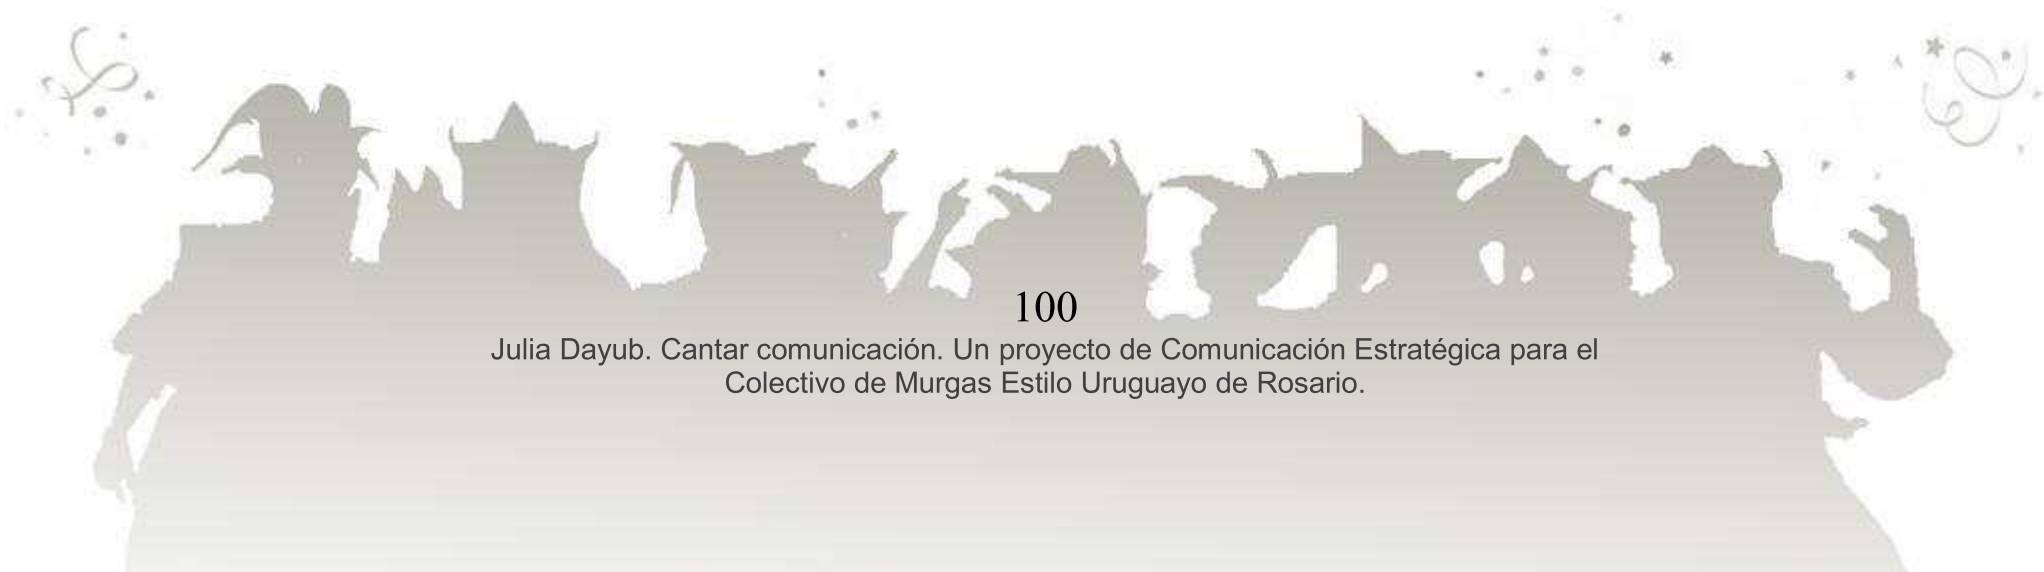 100
Julia Dayub. Cantar comunicación. Un proyecto de Comunicación Estratégica para el
Colectivo de Murgas Estilo Uruguayo de Rosario.